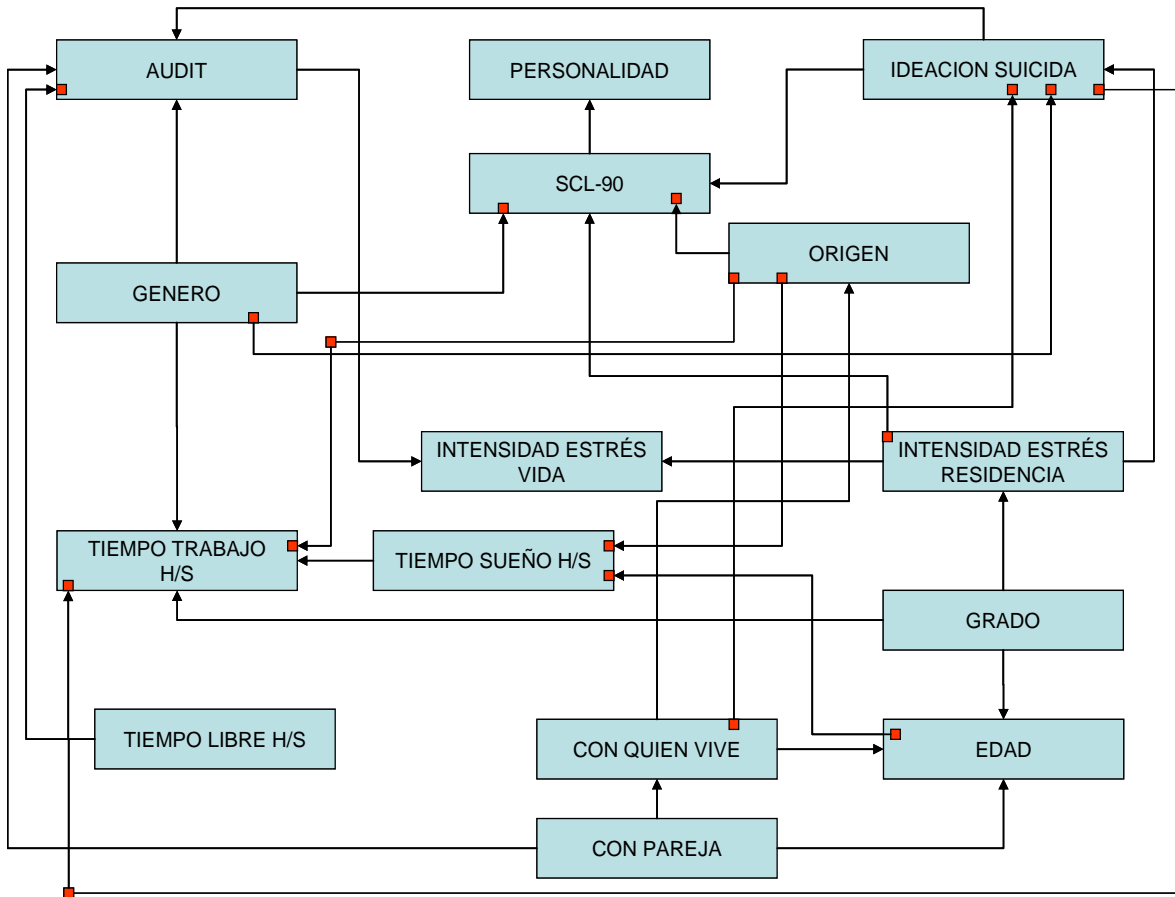 AUDIT
PERSONALIDAD
IDEACION SUICIDA
SCL-90
ORIGEN
GENERO
INTENSIDAD ESTRÉS
VIDA
INTENSIDAD ESTRÉS
RESIDENCIA
TIEMPO TRABAJO
H/S
TIEMPO SUEÑO H/S
GRADO
TIEMPO LIBRE H/S
CON QUIEN VIVE
EDAD
CON PAREJA